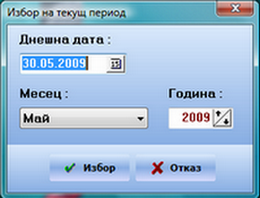 Избор на текущ период
Днешна дата :
30.05.2009
Месец :
Година :
Май
2009
Избор
Отказ